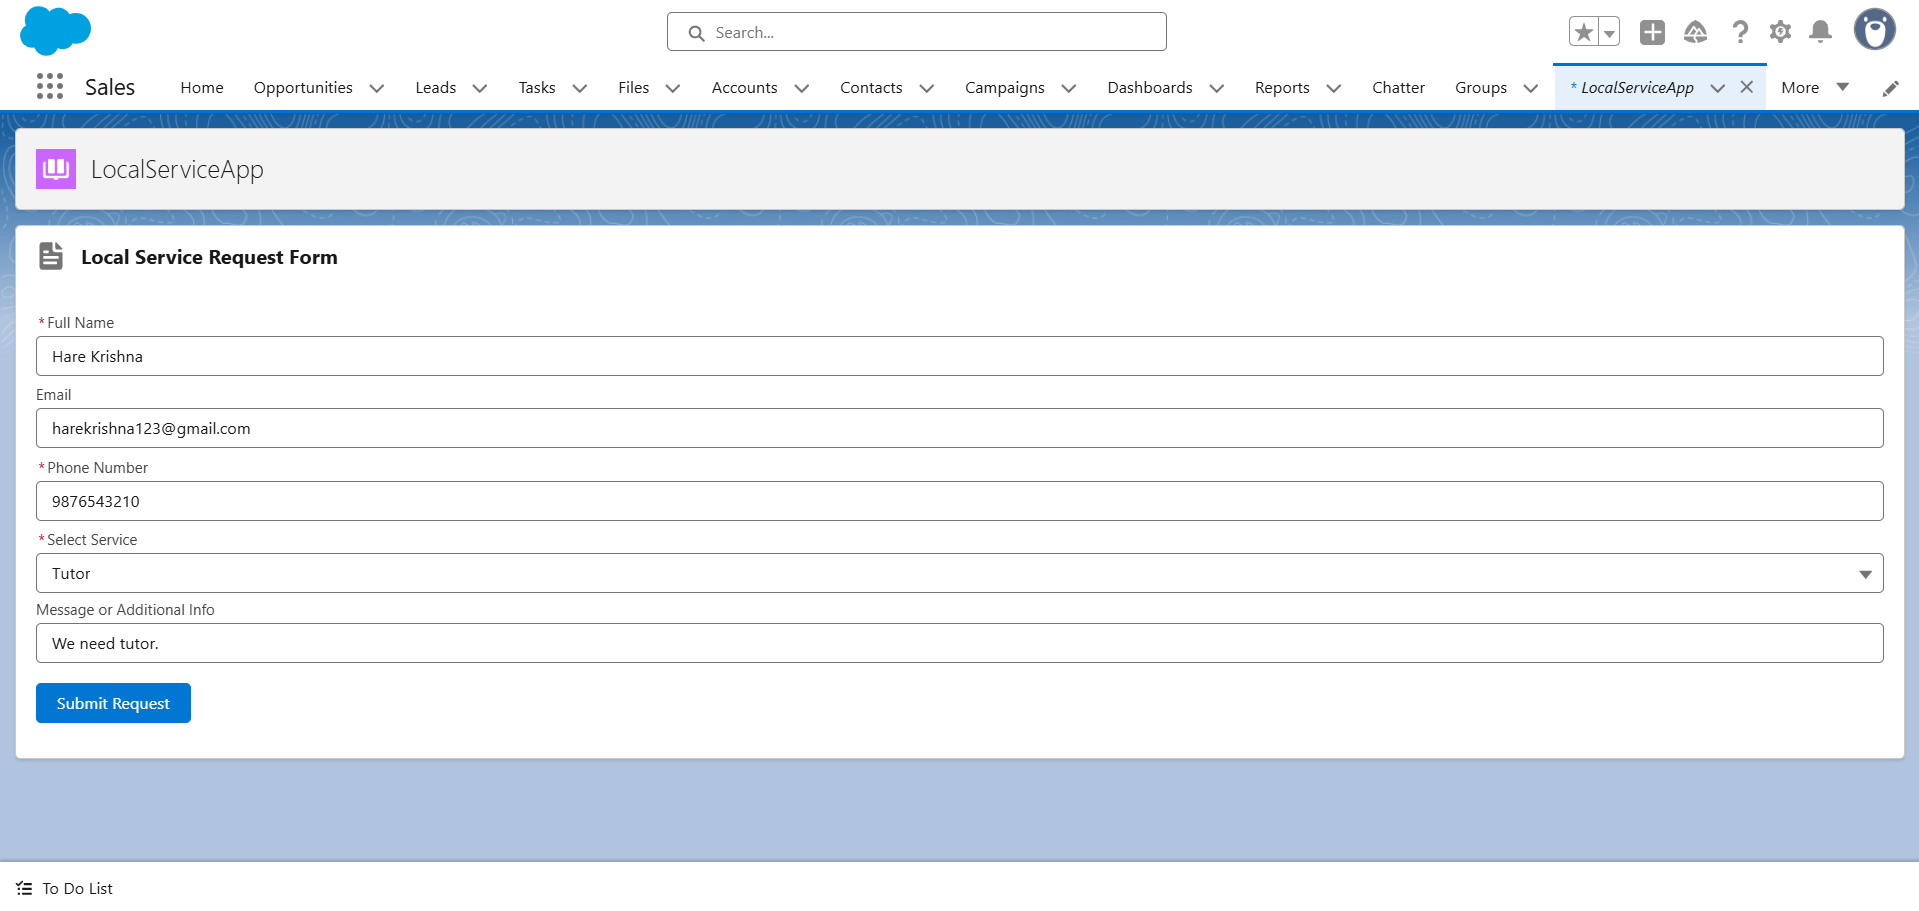 Search...
Sales Home Opportunities Leads Tasks Files Accounts Contacts Campaigns Dashboards Reports Chatter Groups * LocalServiceApp More
LocalServiceApp
Local Service Request Form
*Full Name
Hare Krishna
Email
harekrishna123@gmail.com
*Phone Number
9876543210
*Select Service
Tutor
Message or Additional Info
We need tutor.
Submit Request
To Do List